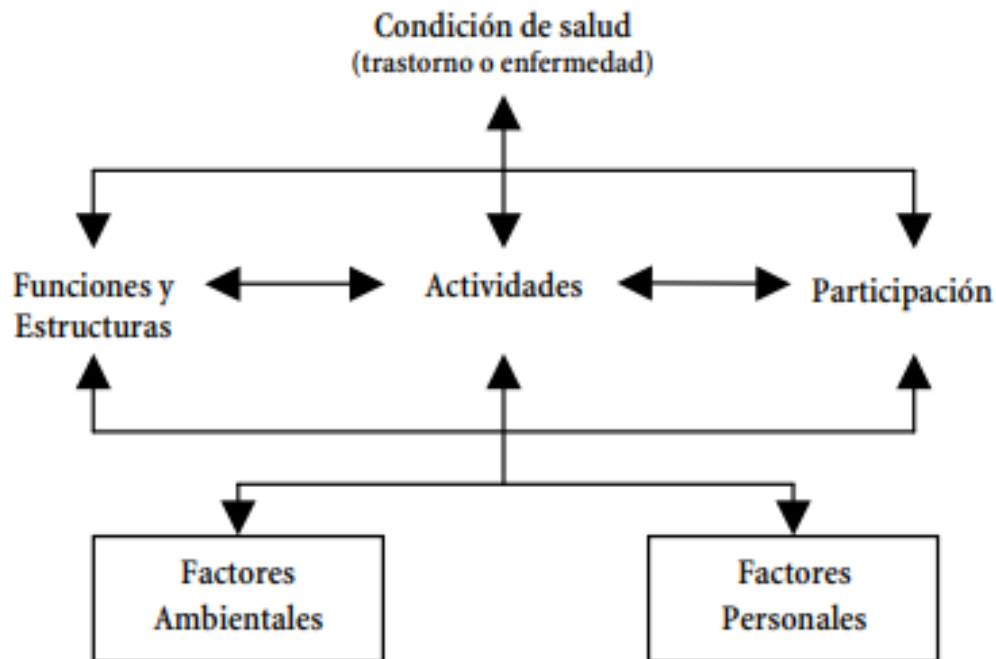 Condición de salud
(trastorno o enfermedad)
Funciones y
Estructuras
Actividades
Participación
Factores
Ambientales
Factores
Personales